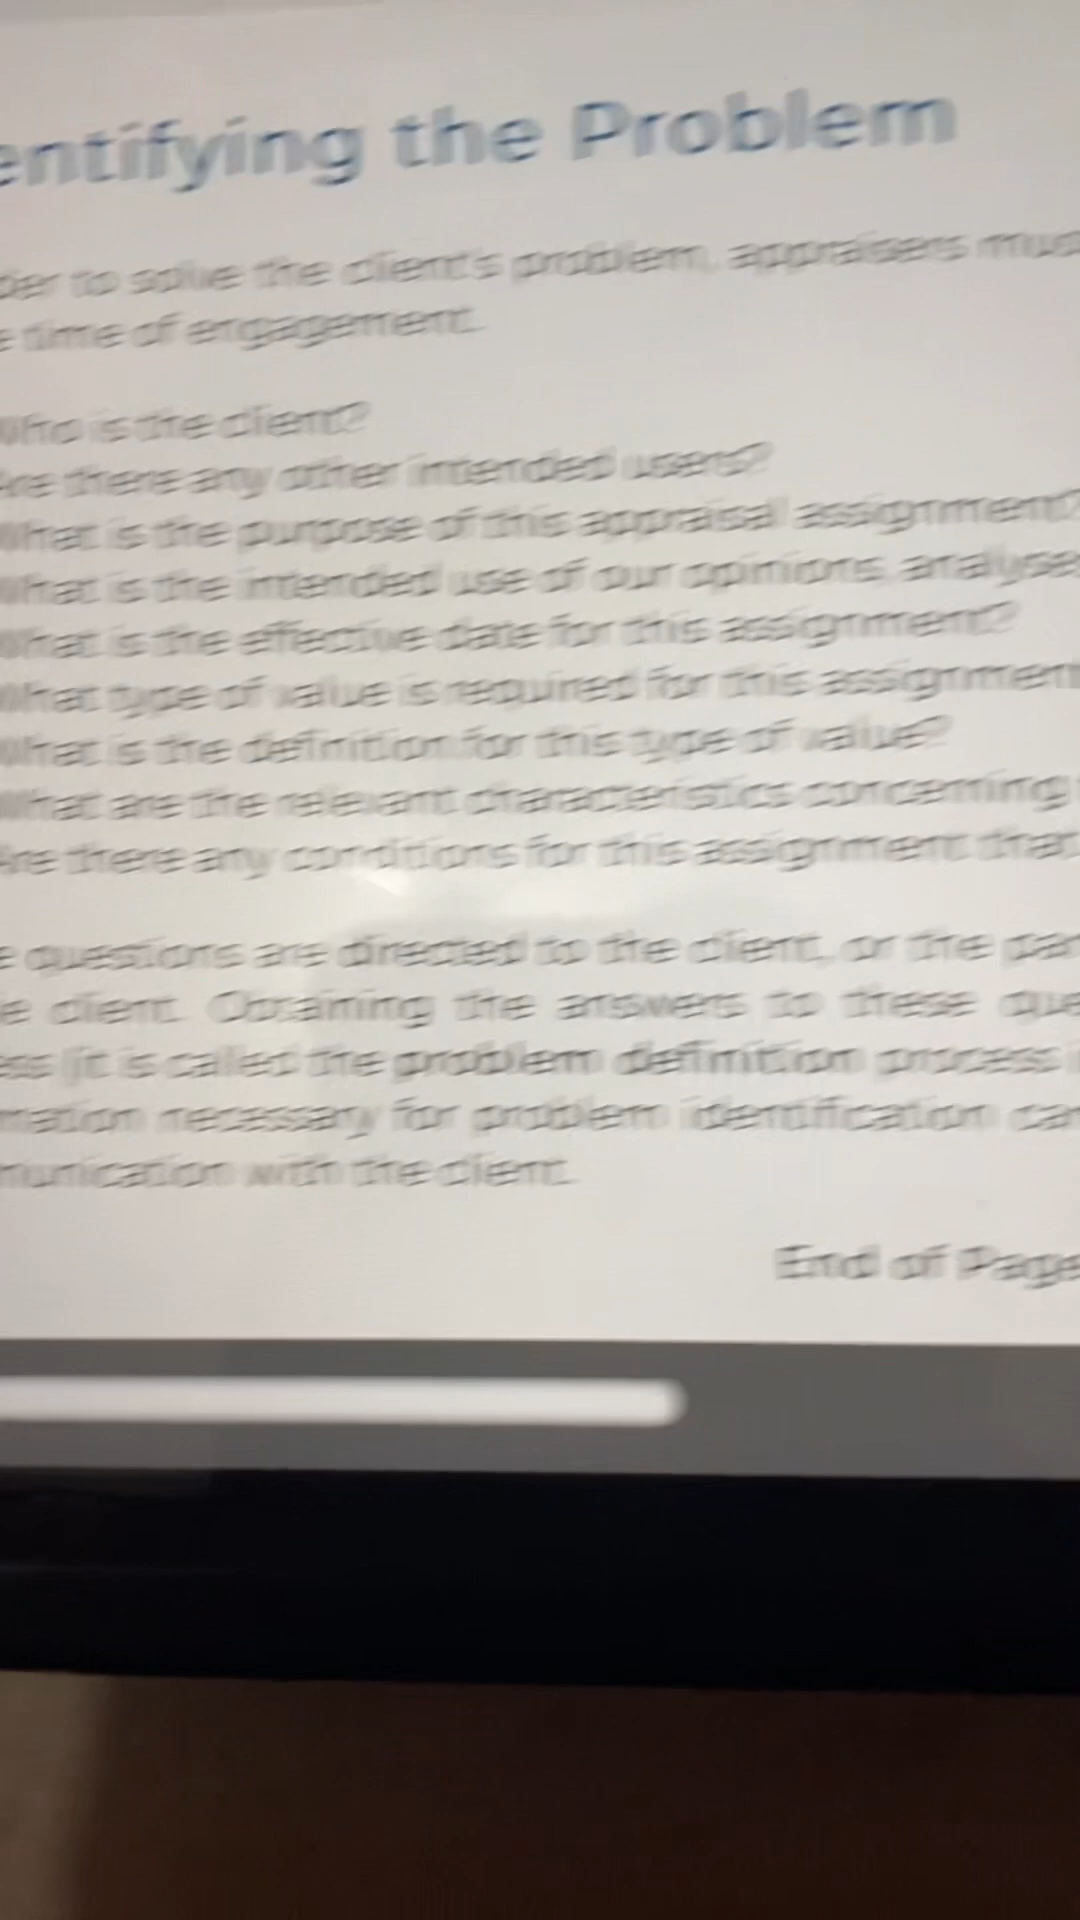 entifying the Problem
der to solve the client's problem, appraisers mus
e time of engagement.
Who is the client?
Are there any other intended users?
What is the purpose of this appraisal assignment?
What is the intended use of our opinions, analyse
What is the effective date for this assignment?
What type of value is required for this assignment
What is the definition for this type of value?
What are the relevant characteristics concerning
Are there any conditions for this assignment that
e questions are directed to the client, or the par
e client. Obtaining the answers to these que
ess (it is called the problem definition process i
mation necessary for problem identification can
munication with the client.
End of Page